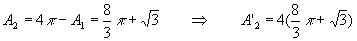 A₂ = 4π − A₁ = 8/3 π + √3 ⇒ A'₂ = 4(8/3 π + √3)